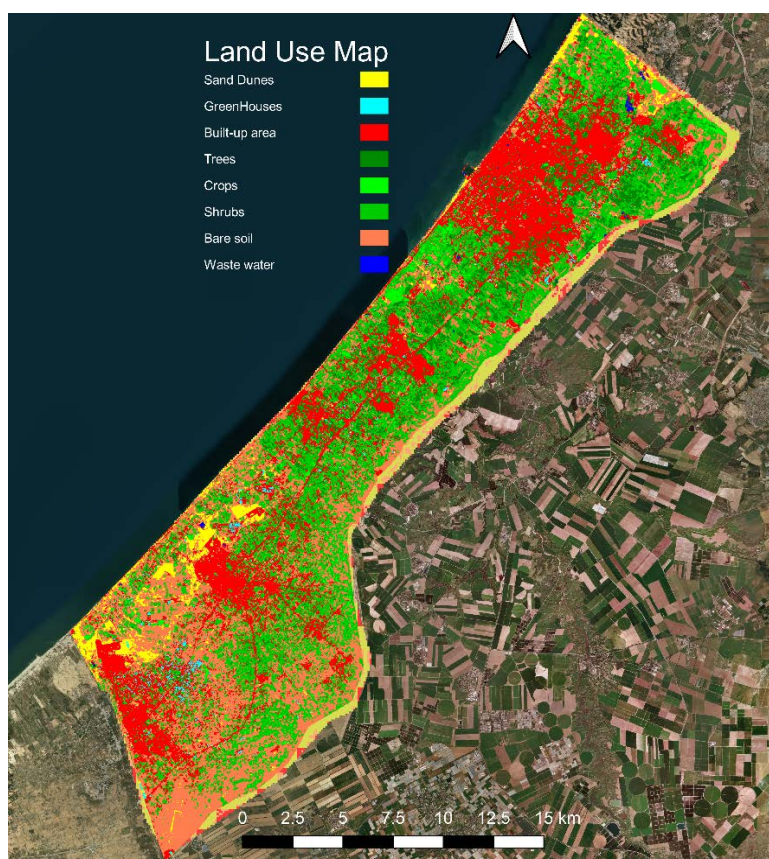 Land Use Map
Sand Dunes
GreenHouses
Built-up area
Trees
Crops
Shrubs
Bare soil
Waste water
0 2.5 5 7.5 10 12.5 15 km